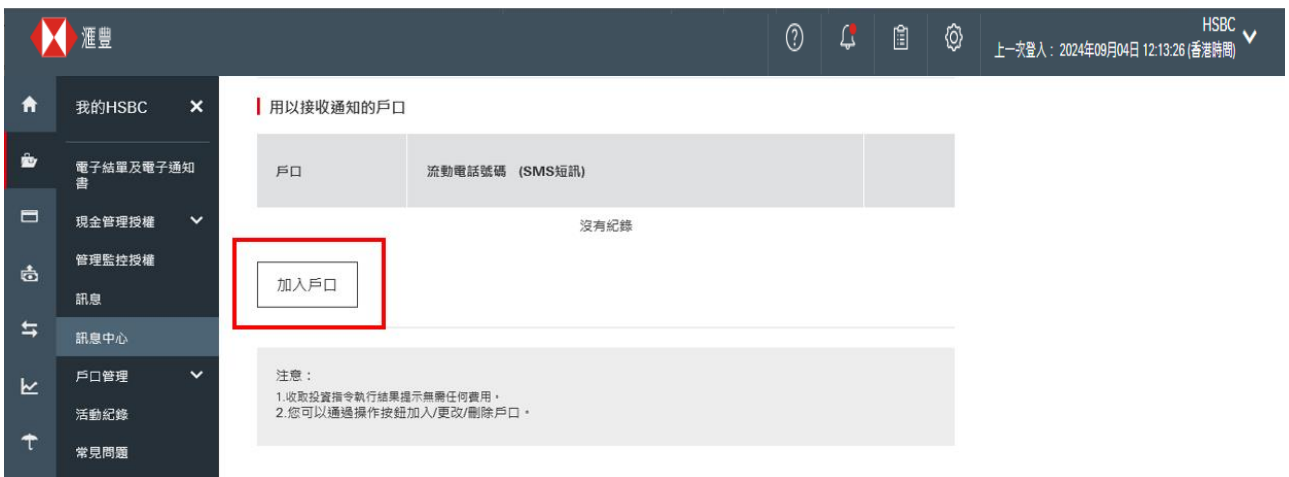 滙豐
HSBC
上一次登入：2024年09月04日 12:13:26 (香港時間)
我的HSBC
電子結單及電子通知
書
現金管理授權
管理監控授權
訊息
訊息中心
戶口管理
活動紀錄
常見問題
用以接收通知的戶口
戶口 流動電話號碼 (SMS短訊)
沒有紀錄
加入戶口
注意：
1.收取投資指令執行結果提示無需任何費用。
2.您可以通過操作按鈕加入/更改/刪除戶口。